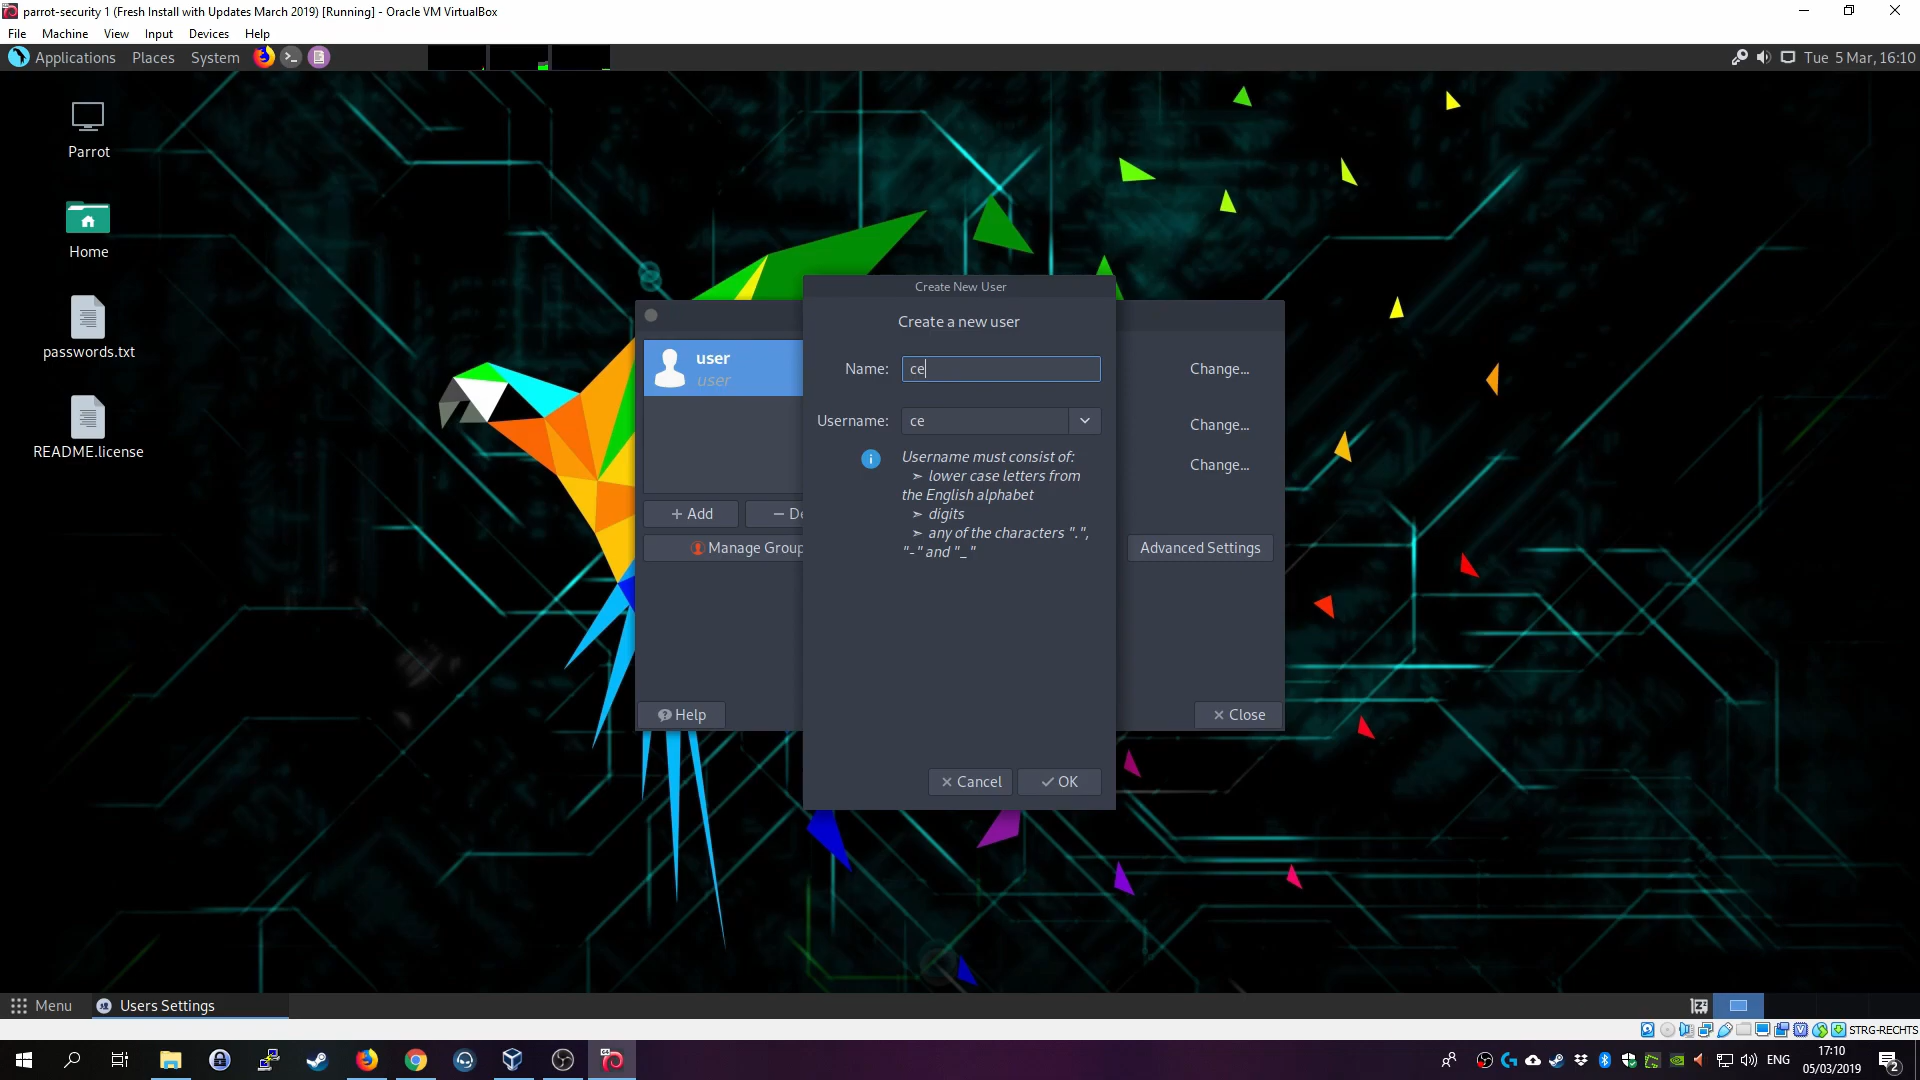 parrot-security 1 (Fresh Install with Updates March 2019) [Running] - Oracle VM VirtualBox
File Machine View Input Devices Help
Applications Places System Tue 5 Mar, 16:10
Parrot
Home
passwords.txt
README.license
Create New User
Create a new user
user
user
Name: ce
Change...
Username: ce
Change...
Username must consist of:
➣ lower case letters from
the English alphabet
➣ digits
➣ any of the characters ".",
"-" and "_"
Change...
+ Add
− De
Manage Group
Advanced Settings
Help
Close
Cancel
OK
Menu Users Settings
STRG-RECHTS
ENG
17:10
05/03/2019
2